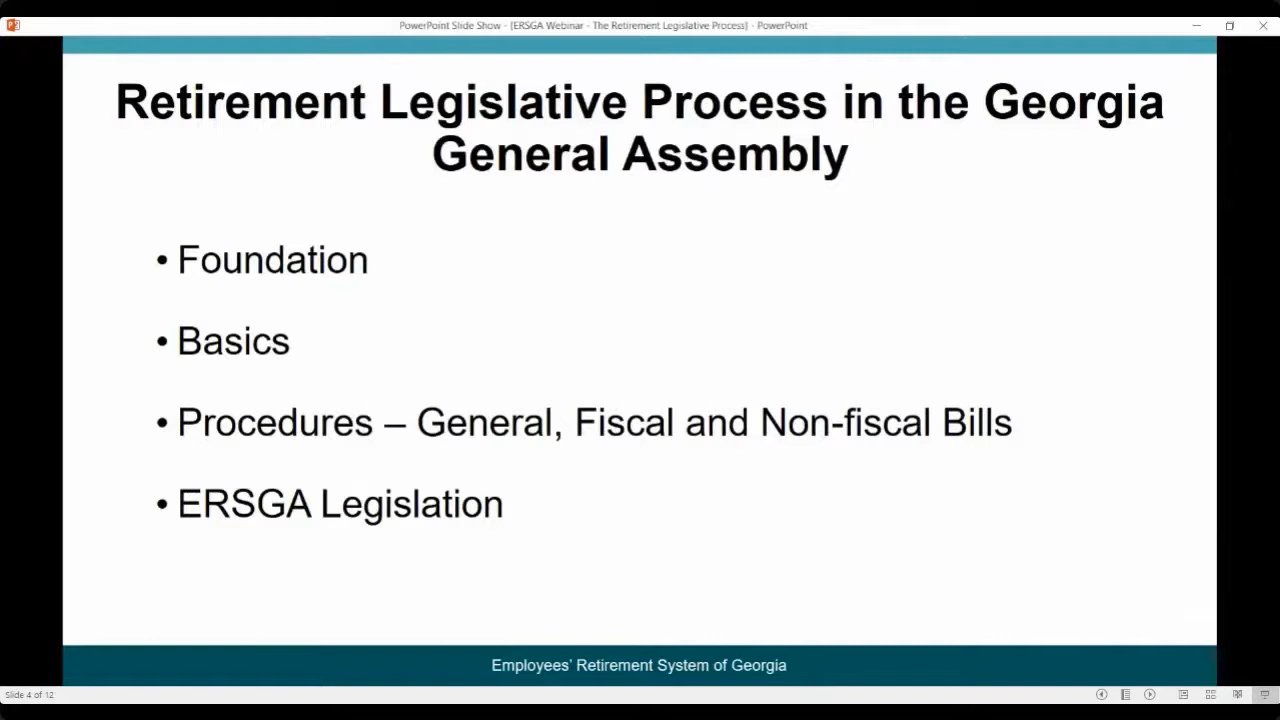 PowerPoint Slide Show - [ERSGA Webinar - The Retirement Legislative Process] - PowerPoint
Retirement Legislative Process in the Georgia
General Assembly
• Foundation
• Basics
• Procedures – General, Fiscal and Non-fiscal Bills
• ERSGA Legislation
Employees’ Retirement System of Georgia
Slide 4 of 12